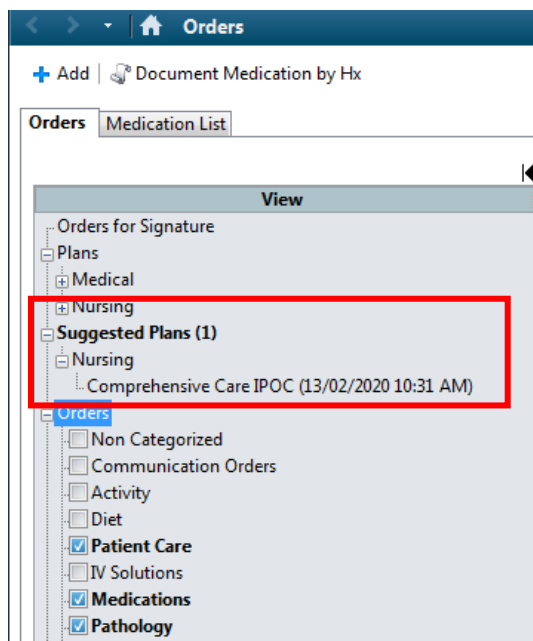 Orders
Add | Document Medication by Hx
Orders Medication List
View
Orders for Signature
Plans
Medical
Nursing
Suggested Plans (1)
Nursing
Comprehensive Care IPOC (13/02/2020 10:31 AM)
Orders
Non Categorized
Communication Orders
Activity
Diet
Patient Care
IV Solutions
Medications
Pathology